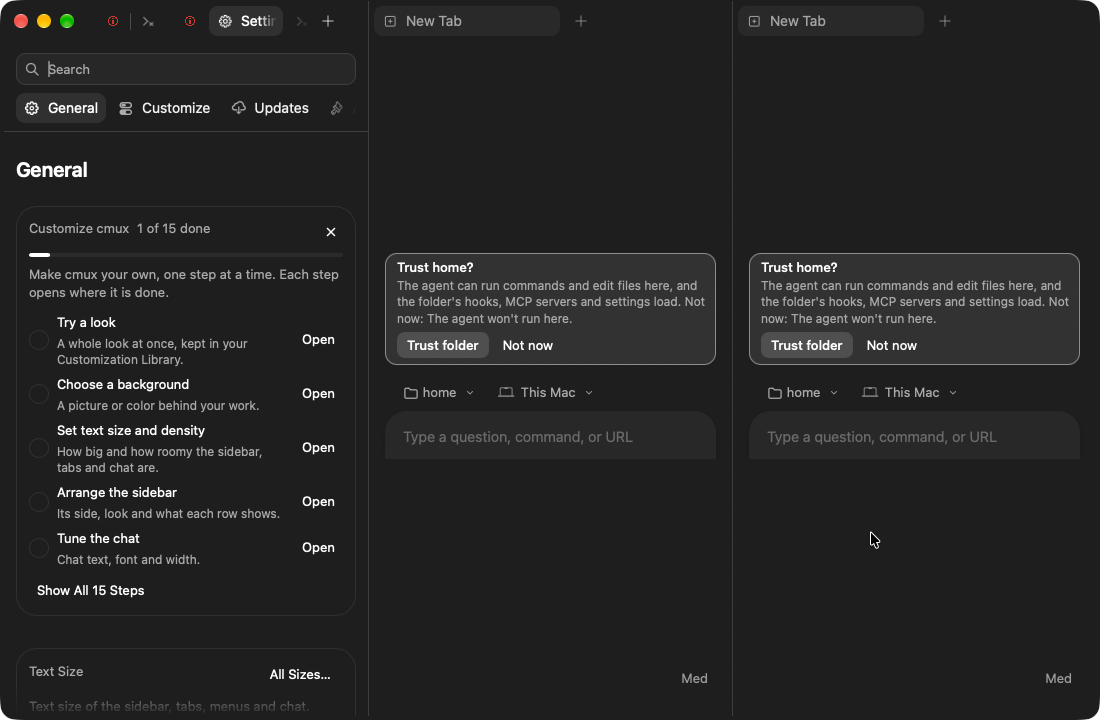 Settin
New Tab
New Tab
Search
General
Customize
Updates
General
Customize cmux 1 of 15 done
Make cmux your own, one step at a time. Each step
opens where it is done.
Try a look
A whole look at once, kept in your
Customization Library.
Open
Choose a background
A picture or color behind your work.
Open
Set text size and density
How big and how roomy the sidebar,
tabs and chat are.
Open
Arrange the sidebar
Its side, look and what each row shows.
Open
Tune the chat
Chat text, font and width.
Open
Show All 15 Steps
Text Size
All Sizes...
Text size of the sidebar, tabs, menus and chat.
Trust home?
The agent can run commands and edit files here, and
the folder's hooks, MCP servers and settings load. Not
now: The agent won't run here.
Trust folder
Not now
home
This Mac
Type a question, command, or URL
Med
Trust home?
The agent can run commands and edit files here, and
the folder's hooks, MCP servers and settings load. Not
now: The agent won't run here.
Trust folder
Not now
home
This Mac
Type a question, command, or URL
Med